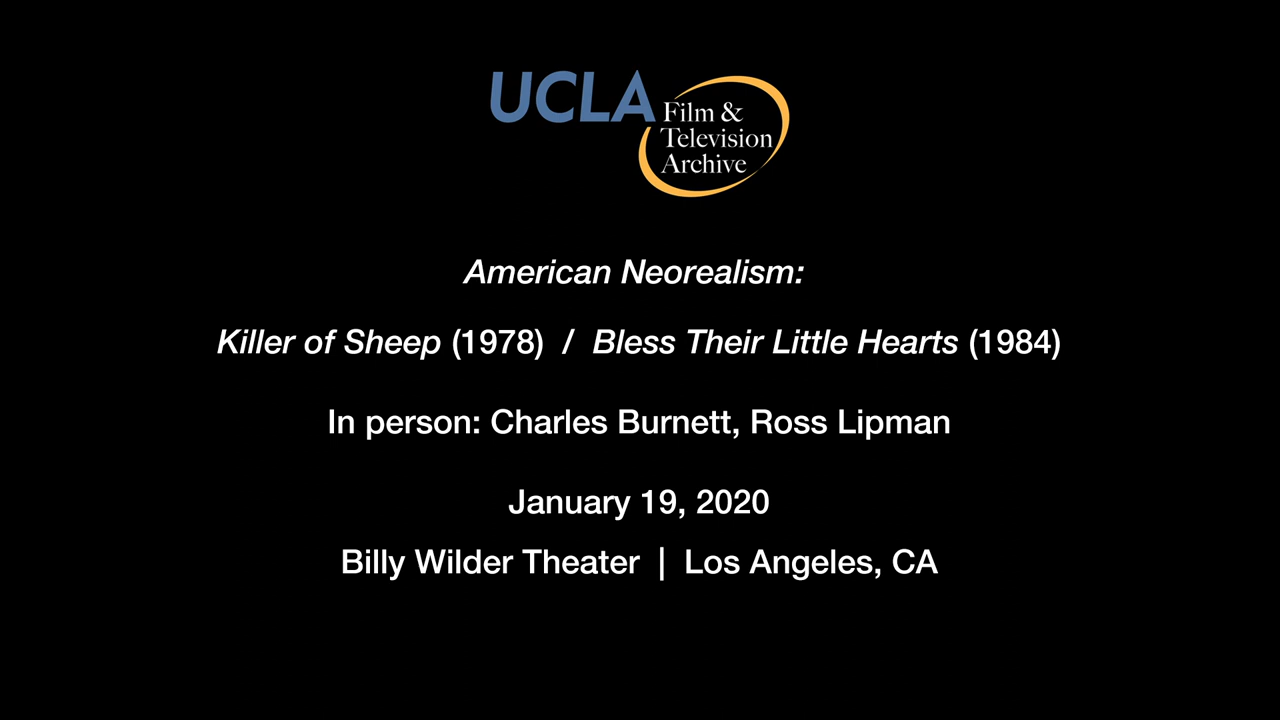 UCLA
Film &
Television
Archive
American Neorealism:
Killer of Sheep (1978) / Bless Their Little Hearts (1984)
In person: Charles Burnett, Ross Lipman
January 19, 2020
Billy Wilder Theater | Los Angeles, CA